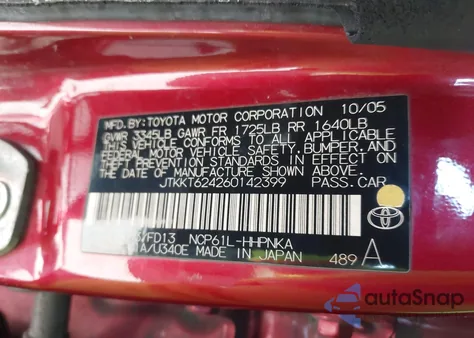 MFD.BY:TOYOTA MOTOR CORPORATION 10/05
GVWR 3345LB GAWR FR 1725LB RR 1640LB
THIS VEHICLE CONFORMS TO ALL APPLICABLE
FEDERAL MOTOR VEHICLE SAFETY, BUMPER, AND
THEFT PREVENTION STANDARDS IN EFFECT ON
THE DATE OF MANUFACTURE SHOWN ABOVE.
JTKKT624260142399 PASS.CAR
NCP61L-HHPNKA
/U340E MADE IN JAPAN 489 A
TOYOTA
autoSnap